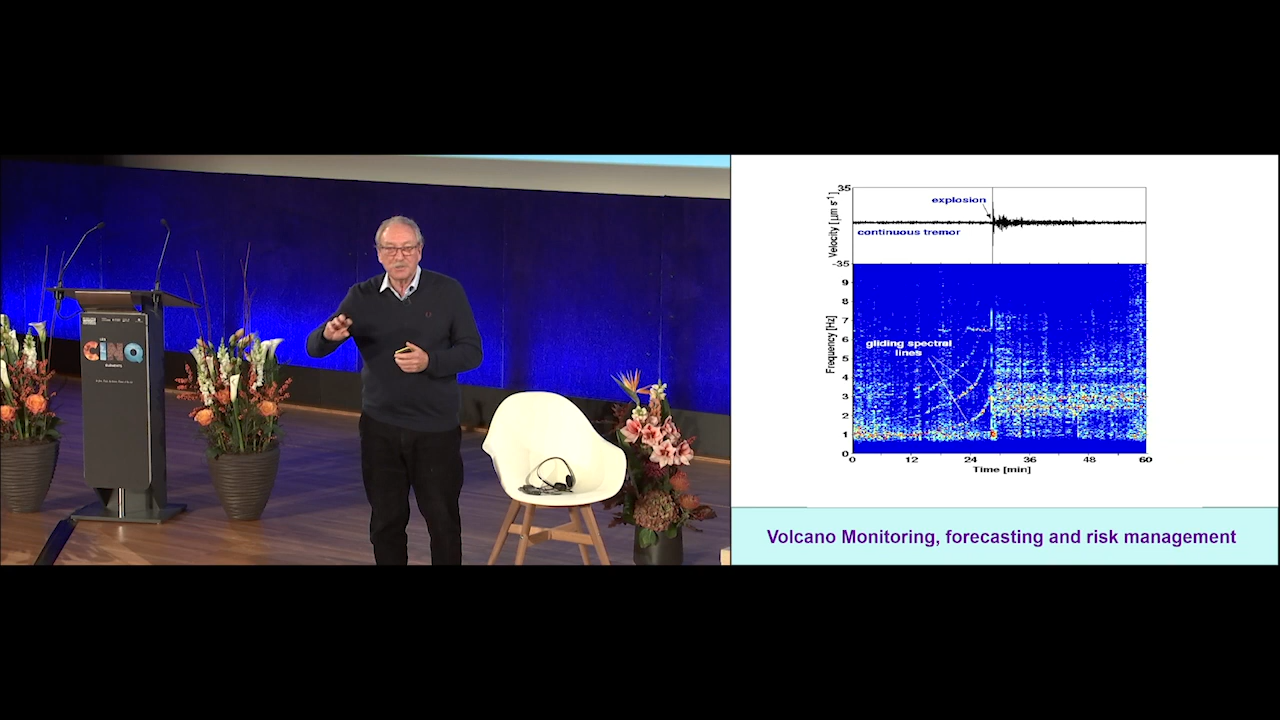 LES
CINQ
35
explosion
Velocity [µm s⁻¹]
continuous tremor
-35
9
8
7
gliding spectral
lines
6
5
Frequency [Hz]
4
3
2
1
0
0 12 24 36 48 60
Time [min]
Volcano Monitoring, forecasting and risk management